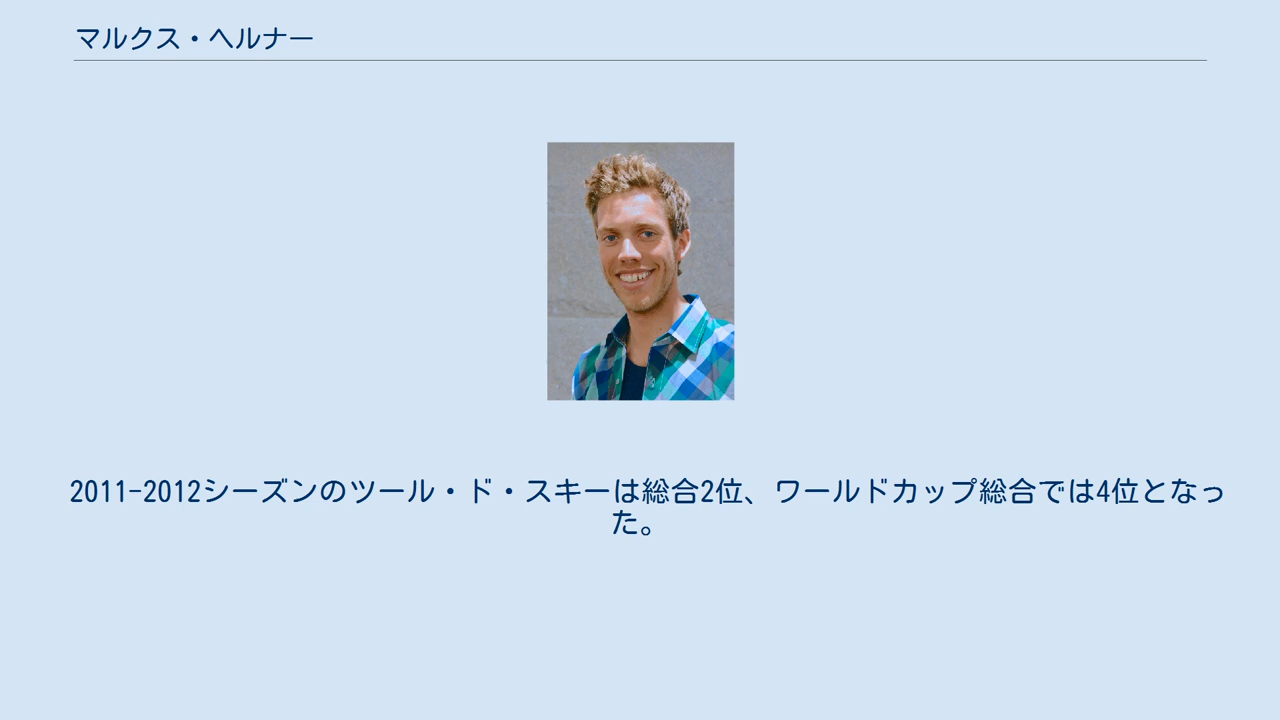 マルクス・ヘルナー
2011-2012シーズンのツール・ド・スキーは総合2位、ワールドカップ総合では4位となっ
た。